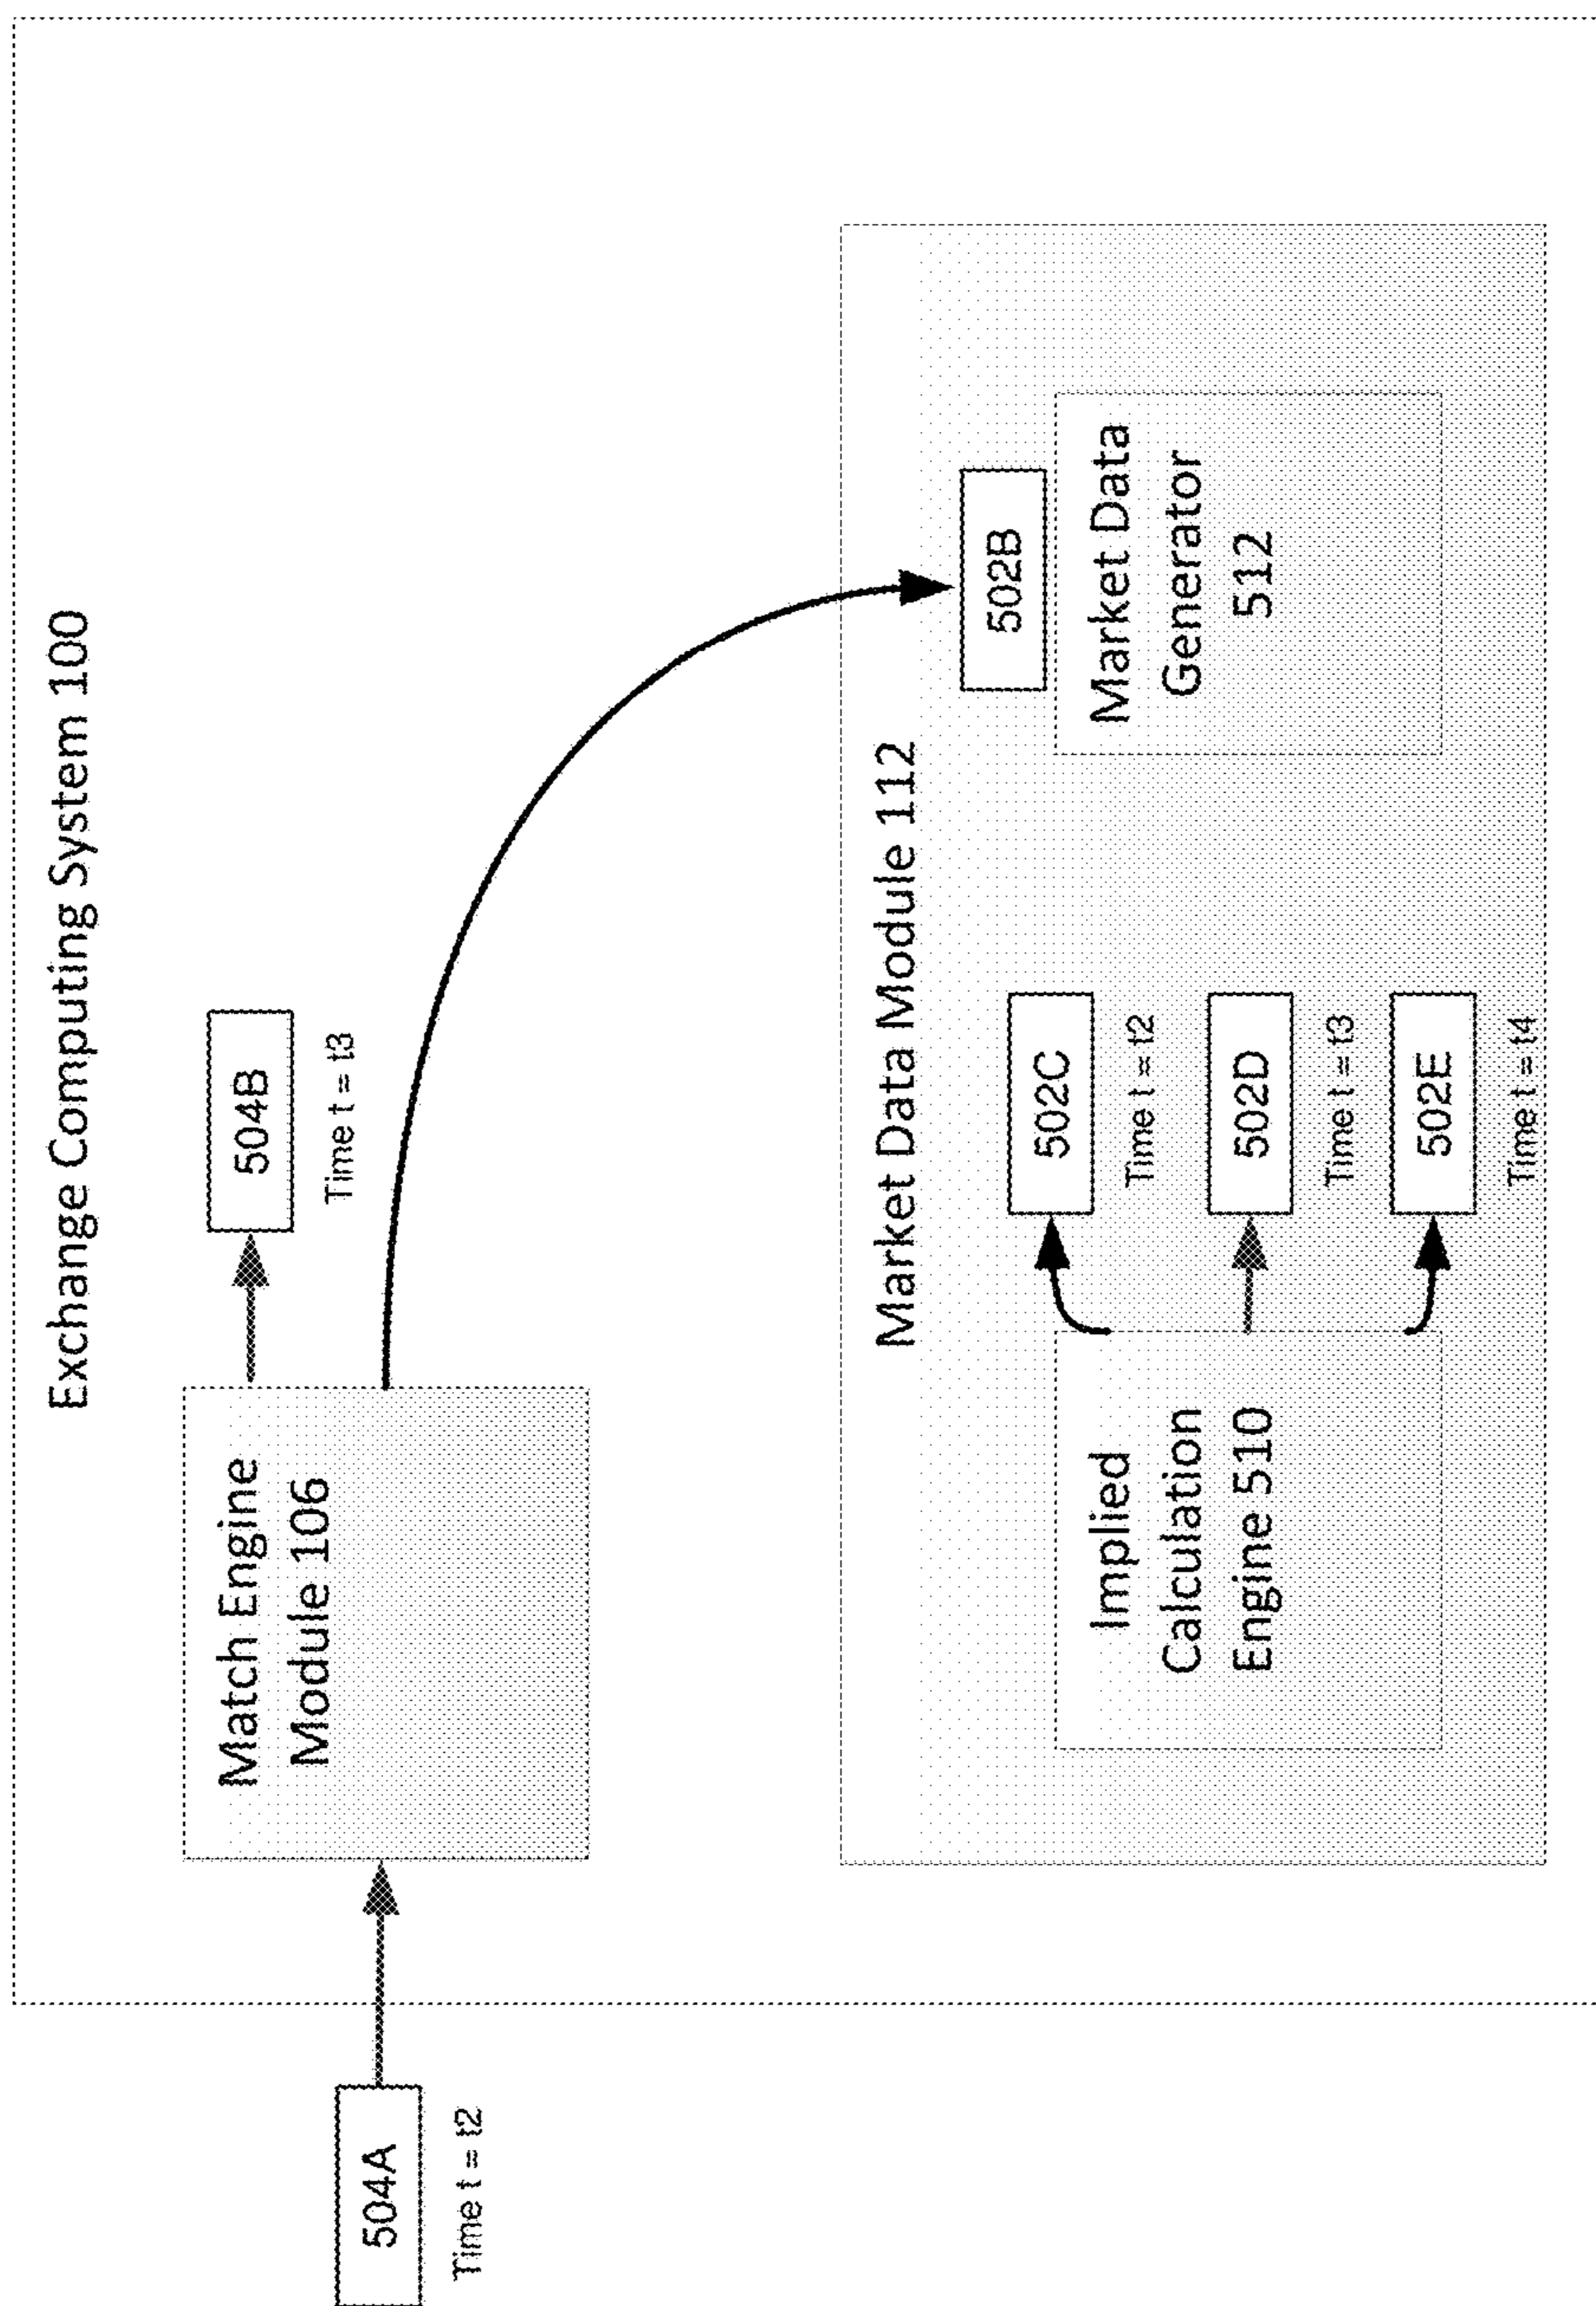 Exchange Computing System 100
504A
Time t = t2
Match Engine
Module 106
504B
Time t = t3
Market Data Module 112
502B
Implied
Calculation
Engine 510
502C
Time t = t2
502D
Time t = t3
502E
Time t = t4
Market Data
Generator
512